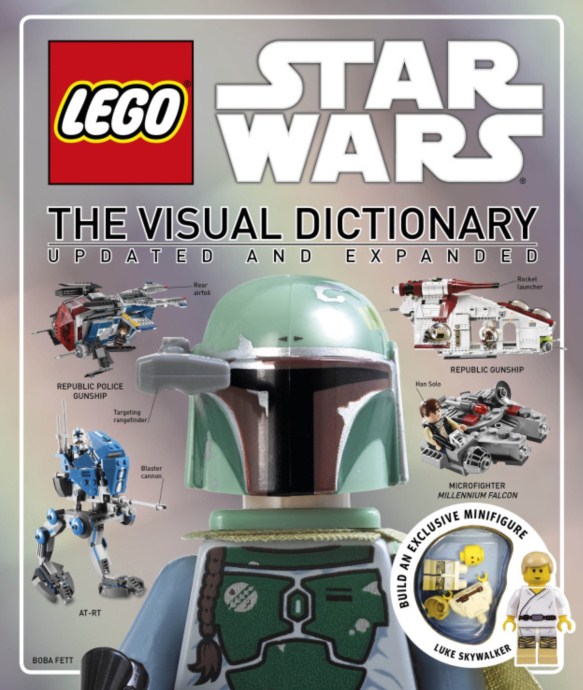 LEGO
STAR
WARS
THE VISUAL DICTIONARY
UPDATED AND EXPANDED
Rear
airfoil
REPUBLIC POLICE
GUNSHIP
Rocket
launcher
REPUBLIC GUNSHIP
Targeting
rangefinder
Han Solo
MICROFIGHTER
MILLENNIUM FALCON
Blaster
cannon
AT-RT
BUILD AN EXCLUSIVE MINIFIGURE
LUKE SKYWALKER
BOBA FETT